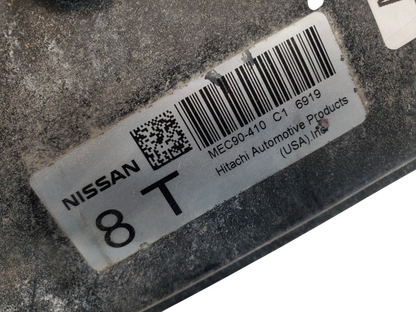 MEC90-410 C1 6919
Hitachi Automotive Products
(USA),Inc
NISSAN
8 T